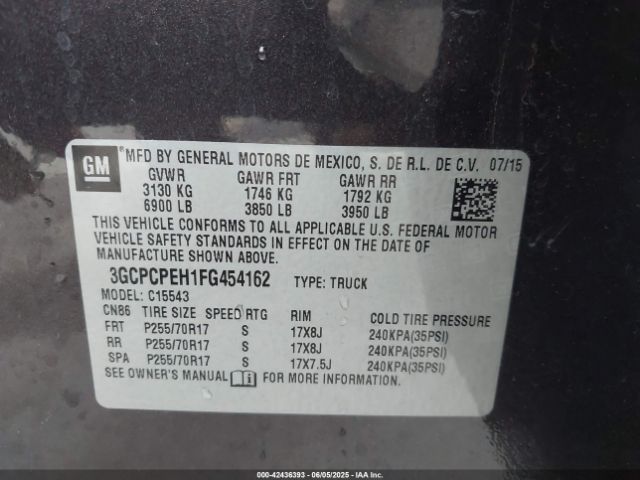 GM
® MFD BY GENERAL MOTORS DE MEXICO, S. DE R.L. DE C.V. 07/15
GVWR GAWR FRT GAWR RR
3130 KG 1746 KG 1792 KG
6900 LB 3850 LB 3950 LB
THIS VEHICLE CONFORMS TO ALL APPLICABLE U.S. FEDERAL MOTOR
VEHICLE SAFETY STANDARDS IN EFFECT ON THE DATE OF
MANUFACTURE SHOWN ABOVE.
3GCPCPEH1FG454162 TYPE: TRUCK
MODEL: C15543
CN86 TIRE SIZE SPEED RTG RIM COLD TIRE PRESSURE
FRT P255/70R17 S 17X8J 240KPA(35PSI)
RR P255/70R17 S 17X8J 240KPA(35PSI)
SPA P255/70R17 S 17X7.5J 240KPA(35PSI)
SEE OWNER'S MANUAL FOR MORE INFORMATION.
000-42436393 - 06/05/2025 - IAAI.COM